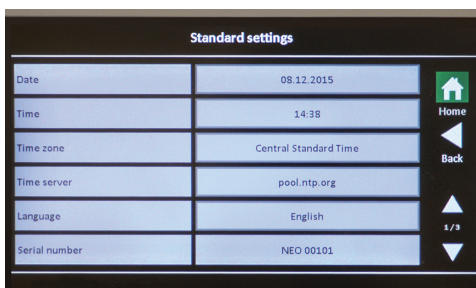 Standard settings
Date 08.12.2015
Time 14:38
Time zone Central Standard Time
Time server pool.ntp.org
Language English
Serial number NEO 00101
Home
Back
1/3